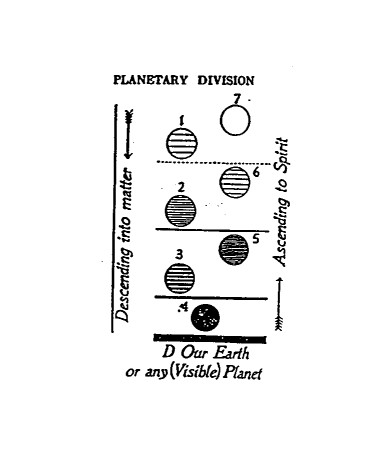 PLANETARY DIVISION
7
1
6
2
5
3
4
Descending into matter
Ascending to Spirit
D Our Earth
or any (Visible) Planet